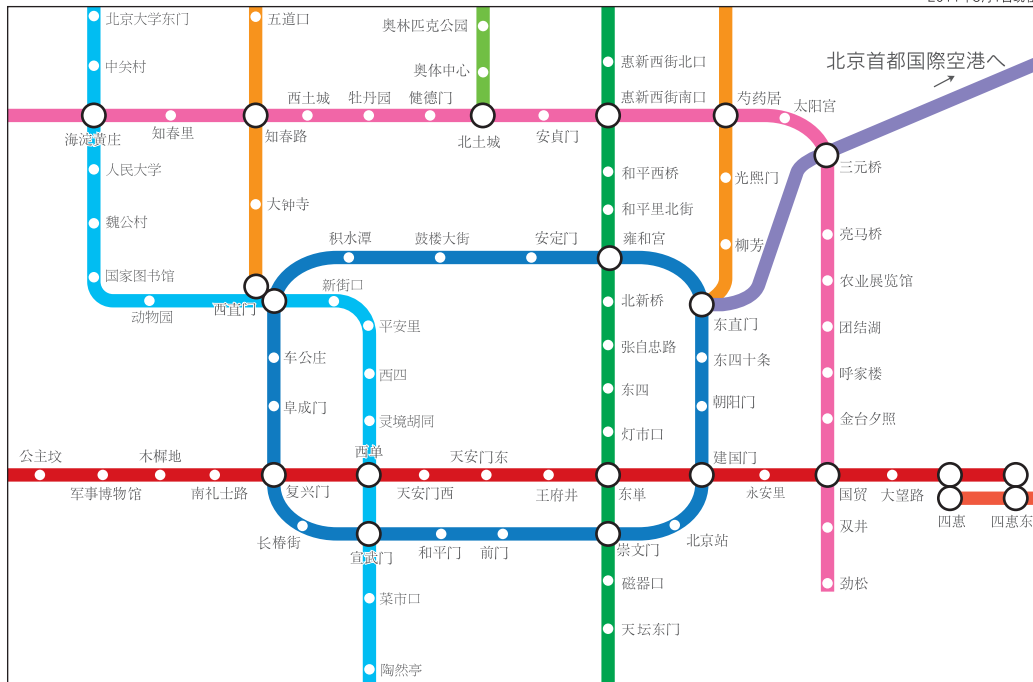 北京大学东门
五道口
奥林匹克公园
中关村
奥体中心
惠新西街北口
北京首都国際空港へ
西土城
牡丹园
健德门
惠新西街南口
芍药居
太阳宫
海淀黄庄
知春里
知春路
北土城
安贞门
三元桥
人民大学
和平西桥
光熙门
大钟寺
和平里北街
魏公村
积水潭
鼓楼大街
安定门
雍和宫
柳芳
亮马桥
国家图书馆
新街口
农业展览馆
动物园
西直门
北新桥
东直门
平安里
团结湖
车公庄
张自忠路
东四十条
西四
呼家楼
阜成门
东四
朝阳门
灵境胡同
金台夕照
灯市口
公主坟
木樨地
西单
天安门东
建国门
军事博物馆
南礼士路
复兴门
天安门西
王府井
东単
永安里
国贸
大望路
四惠
四惠东
长椿街
宣武门
和平门
前门
崇文门
北京站
双井
菜市口
磁器口
劲松
天坛东门
陶然亭